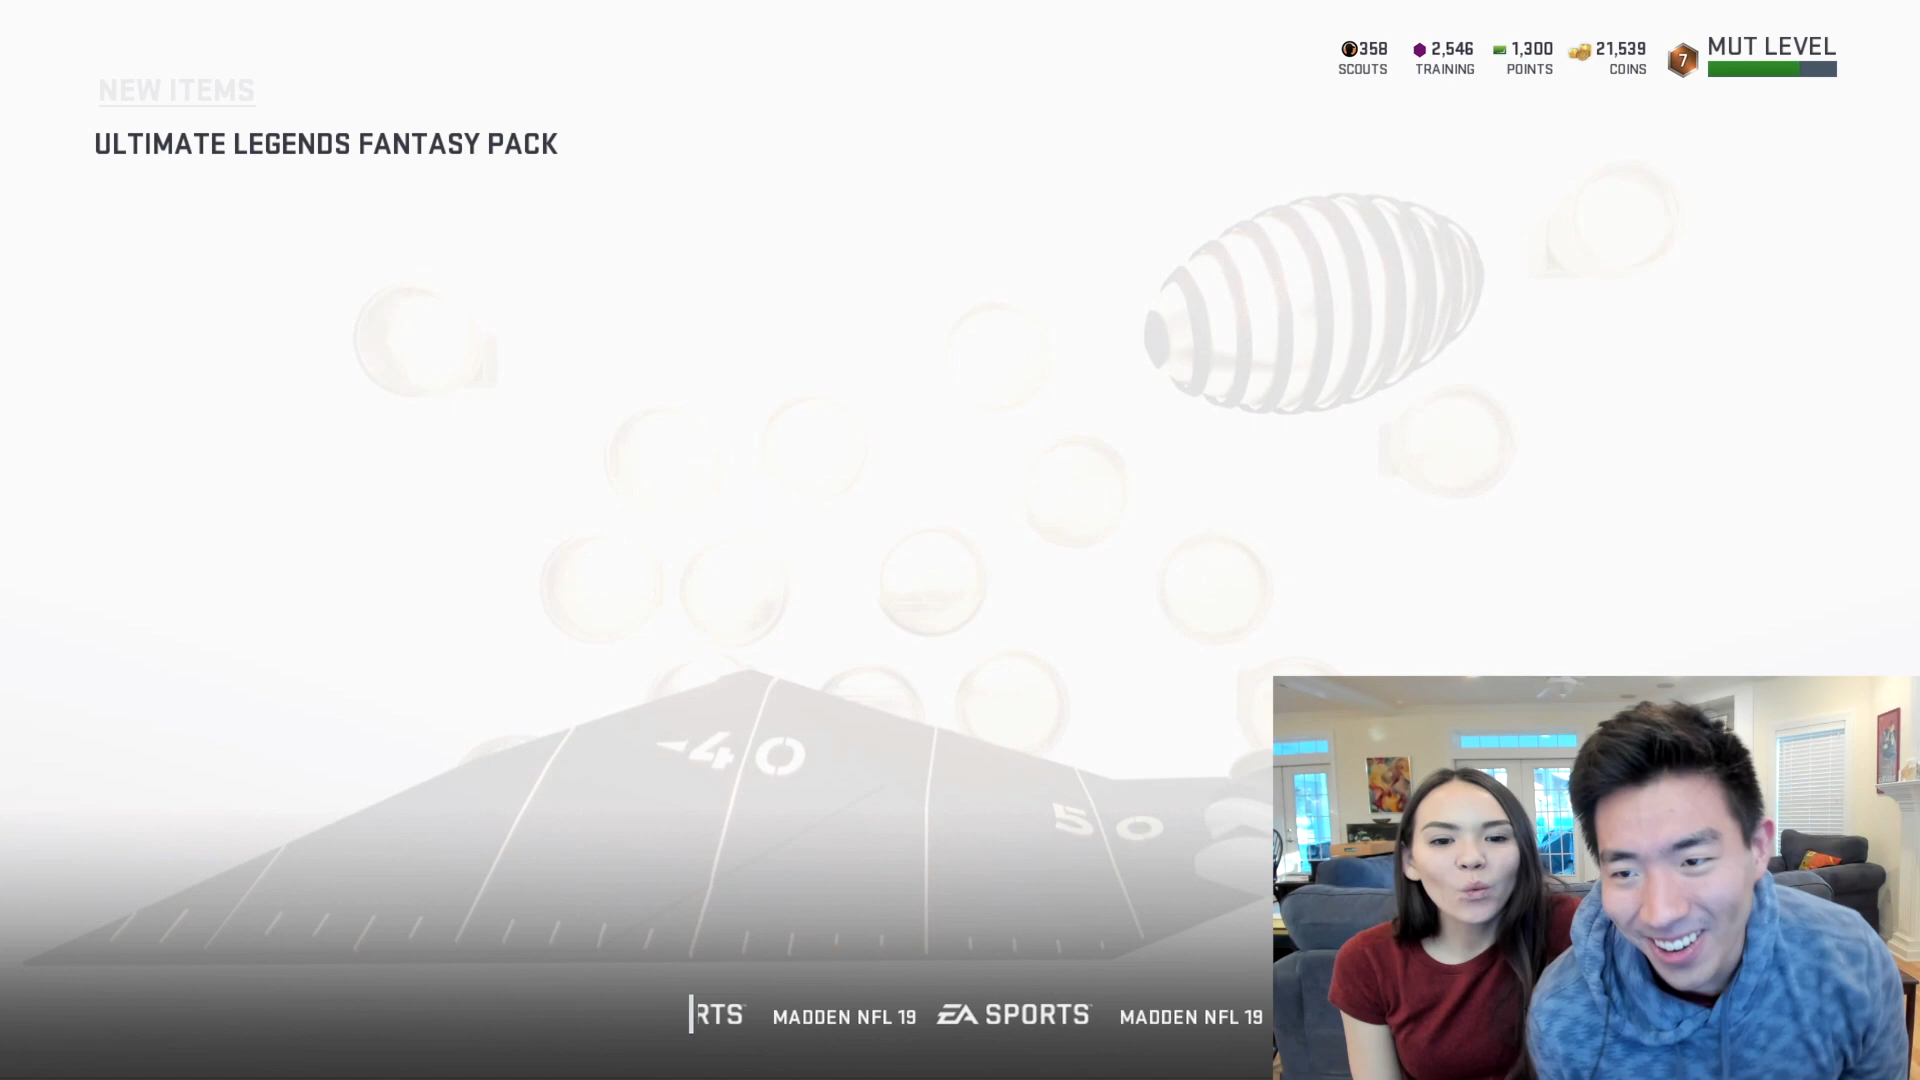 358
SCOUTS
2,546
TRAINING
1,300
POINTS
21,539
COINS
7
MUT LEVEL
NEW ITEMS
ULTIMATE LEGENDS FANTASY PACK
40
50
RTS
MADDEN NFL 19
EA SPORTS
MADDEN NFL 19